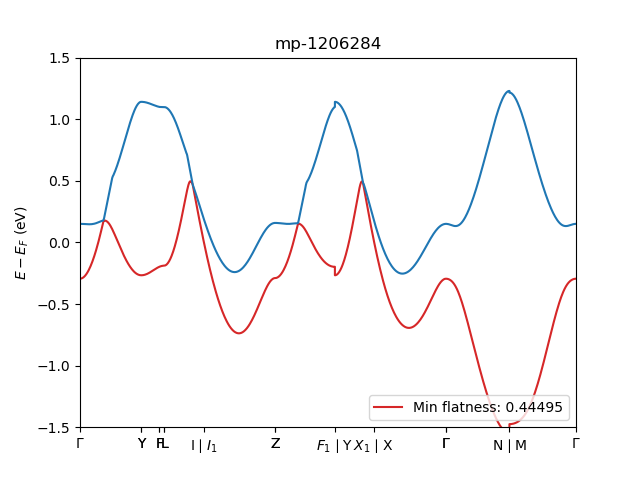 mp-1206284
1.5
1.0
0.5
0.0
−0.5
−1.0
−1.5
E − E_F (eV)
Min flatness: 0.44495
Γ Y F L I | I₁ Z F₁ | Y X₁ | X Γ N | M Γ